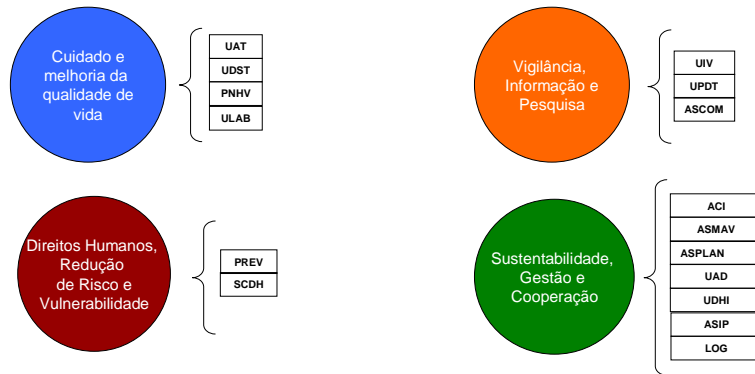 Cuidado e
melhoria da
qualidade de
vida
UAT
UDST
PNHV
ULAB
Vigilância,
Informação e
Pesquisa
UIV
UPDT
ASCOM
Direitos Humanos,
Redução
de Risco e
Vulnerabilidade
PREV
SCDH
Sustentabilidade,
Gestão e
Cooperação
ACI
ASMAV
ASPLAN
UAD
UDHI
ASIP
LOG